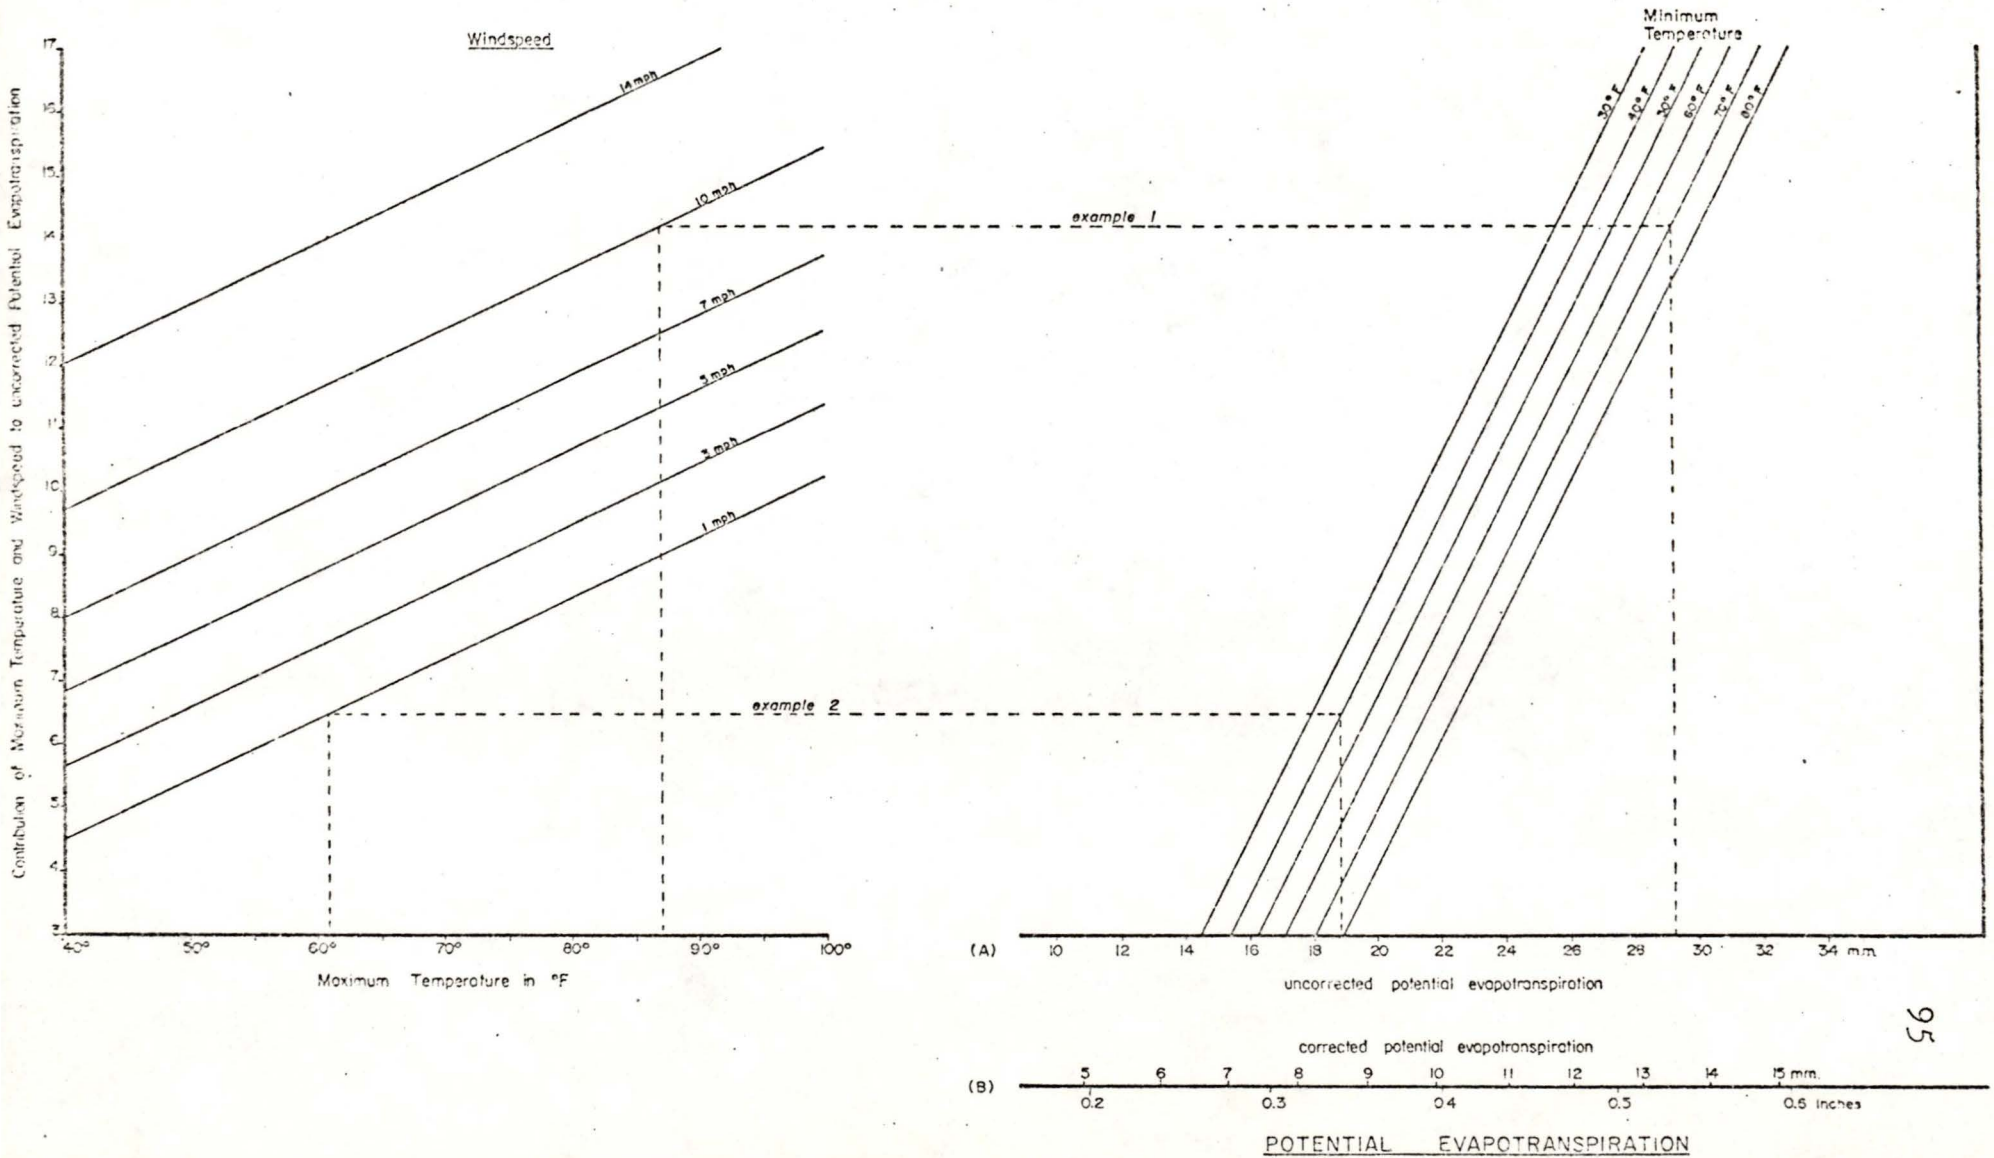 Windspeed
Minimum
Temperature
Contribution of Maximum Temperature and Windspeed to uncorrected Potential Evapotranspiration
17
16
15
14
13
12
11
10
9
8
7
6
5
4
3
14 mph
10 mph
7 mph
5 mph
3 mph
1 mph
30° F
40° F
60° F
70° F
80° F
example 1
example 2
40° 50° 60° 70° 80° 90° 100°
Maximum Temperature in °F
(A) 10 12 14 16 18 20 22 24 26 28 30 32 34 mm
uncorrected potential evapotranspiration
95
corrected potential evapotranspiration
5 6 7 8 9 10 11 12 13 14 15 mm.
(B)
0.2 0.3 0.4 0.5 0.6 Inches
POTENTIAL EVAPOTRANSPIRATION